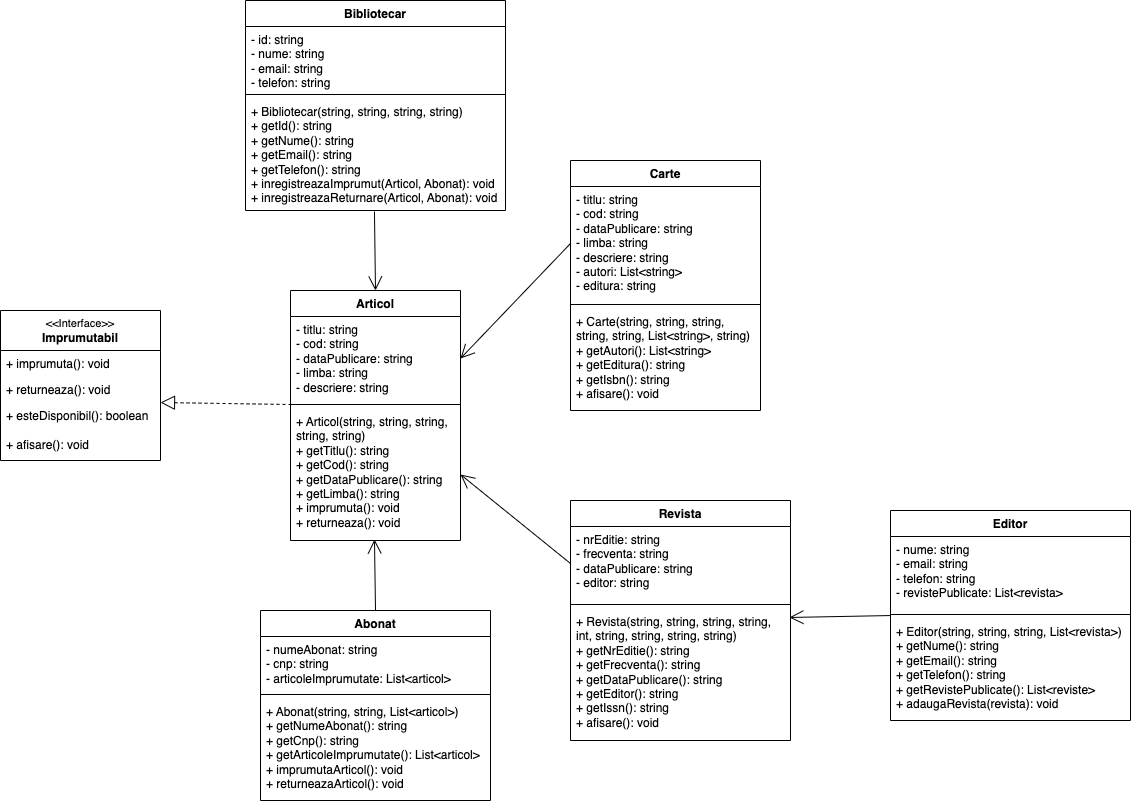 Bibliotecar
- id: string
- nume: string
- email: string
- telefon: string
+ Bibliotecar(string, string, string, string)
+ getId(): string
+ getNume(): string
+ getEmail(): string
+ getTelefon(): string
+ inregistreazaImprumut(Articol, Abonat): void
+ inregistreazaReturnare(Articol, Abonat): void
Carte
- titlu: string
- cod: string
- dataPublicare: string
- limba: string
- descriere: string
- autori: List<string>
- editura: string
+ Carte(string, string, string,
string, string, List<string>, string)
+ getAutori(): List<string>
+ getEditura(): string
+ getIsbn(): string
+ afisare(): void
<<Interface>>
Imprumutabil
+ imprumuta(): void
+ returneaza(): void
+ esteDisponibil(): boolean
+ afisare(): void
Articol
- titlu: string
- cod: string
- dataPublicare: string
- limba: string
- descriere: string
+ Articol(string, string, string,
string, string)
+ getTitlu(): string
+ getCod(): string
+ getDataPublicare(): string
+ getLimba(): string
+ imprumuta(): void
+ returneaza(): void
Revista
- nrEditie: string
- frecventa: string
- dataPublicare: string
- editor: string
+ Revista(string, string, string, string,
int, string, string, string, string)
+ getNrEditie(): string
+ getFrecventa(): string
+ getDataPublicare(): string
+ getEditor(): string
+ getIssn(): string
+ afisare(): void
Editor
- nume: string
- email: string
- telefon: string
- revistePublicate: List<revista>
+ Editor(string, string, string, List<revista>)
+ getNume(): string
+ getEmail(): string
+ getTelefon(): string
+ getRevistePublicate(): List<reviste>
+ adaugaRevista(revista): void
Abonat
- numeAbonat: string
- cnp: string
- articoleImprumutate: List<articol>
+ Abonat(string, string, List<articol>)
+ getNumeAbonat(): string
+ getCnp(): string
+ getArticoleImprumutate(): List<articol>
+ imprumutaArticol(): void
+ returneazaArticol(): void